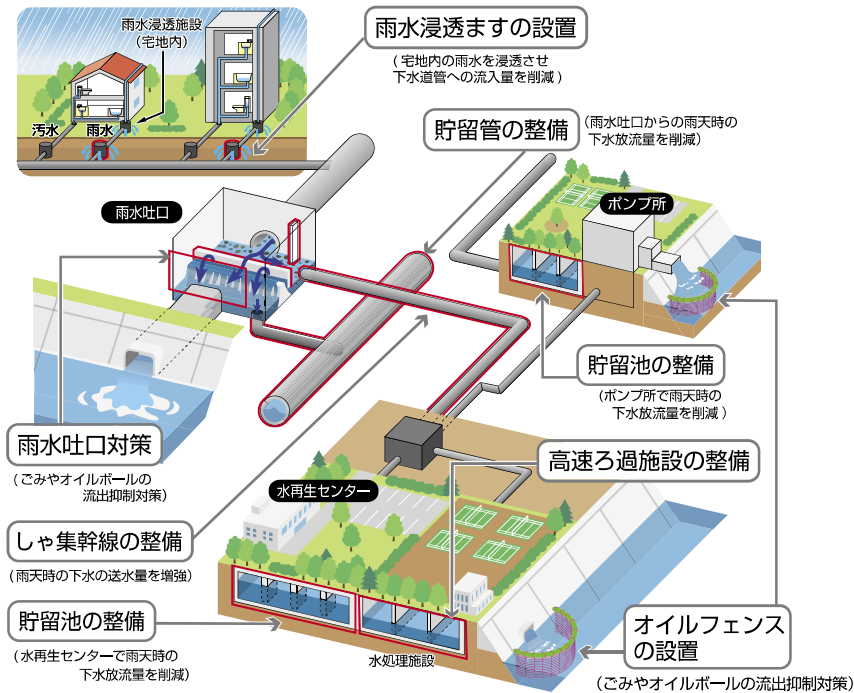 雨水浸透施設
（宅地内）
汚水
雨水
雨水浸透ますの設置
(宅地内の雨水を浸透させ
下水道管への流入量を削減)
貯留管の整備
(雨水吐口からの雨天時の
下水放流量を削減)
雨水吐口
ポンプ所
貯留池の整備
(ポンプ所で雨天時の
下水放流量を削減)
雨水吐口対策
(ごみやオイルボールの
流出抑制対策)
高速ろ過施設の整備
水再生センター
しゃ集幹線の整備
(雨天時の下水の送水量を増強)
貯留池の整備
(水再生センターで雨天時の
下水放流量を削減)
水処理施設
オイルフェンス
の設置
(ごみやオイルボールの流出抑制対策)